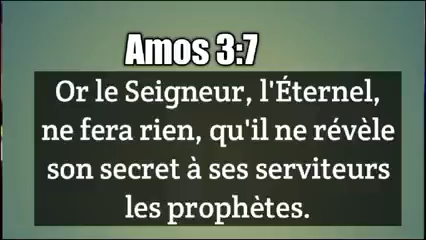 Amos 3:7
Or le Seigneur, l'Éternel,
ne fera rien, qu'il ne révèle
son secret à ses serviteurs
les prophètes.